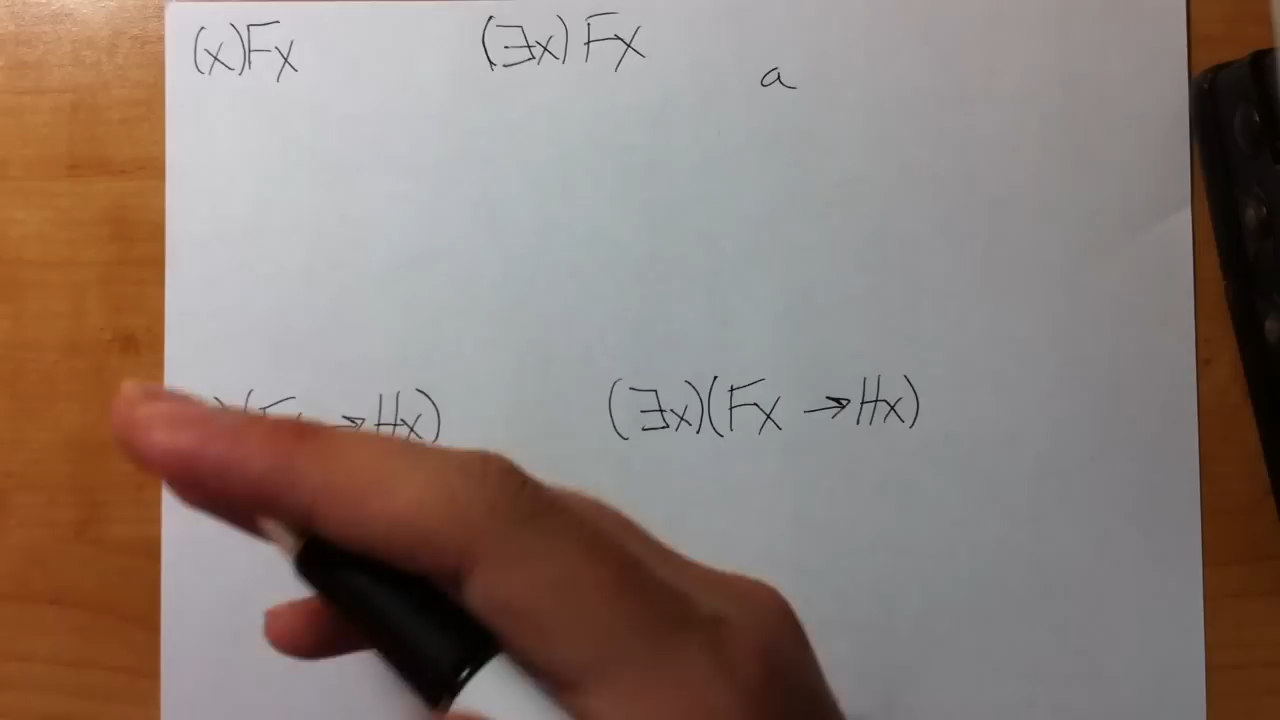 (x)Fx (∃x) Fx a
→Hx) (∃x)(Fx →Hx)